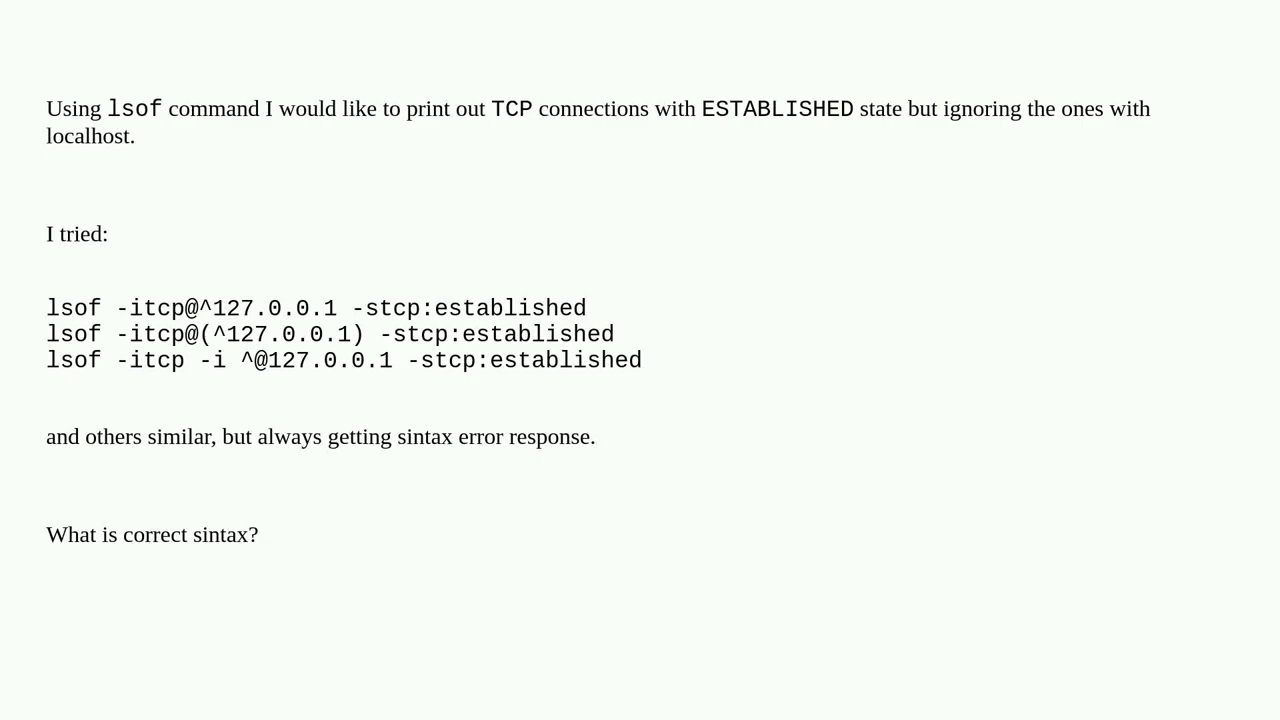 Using lsof command I would like to print out TCP connections with ESTABLISHED state but ignoring the ones with
localhost.
I tried:
lsof -itcp@^127.0.0.1 -stcp:established
lsof -itcp@(^127.0.0.1) -stcp:established
lsof -itcp -i ^@127.0.0.1 -stcp:established
and others similar, but always getting sintax error response.
What is correct sintax?